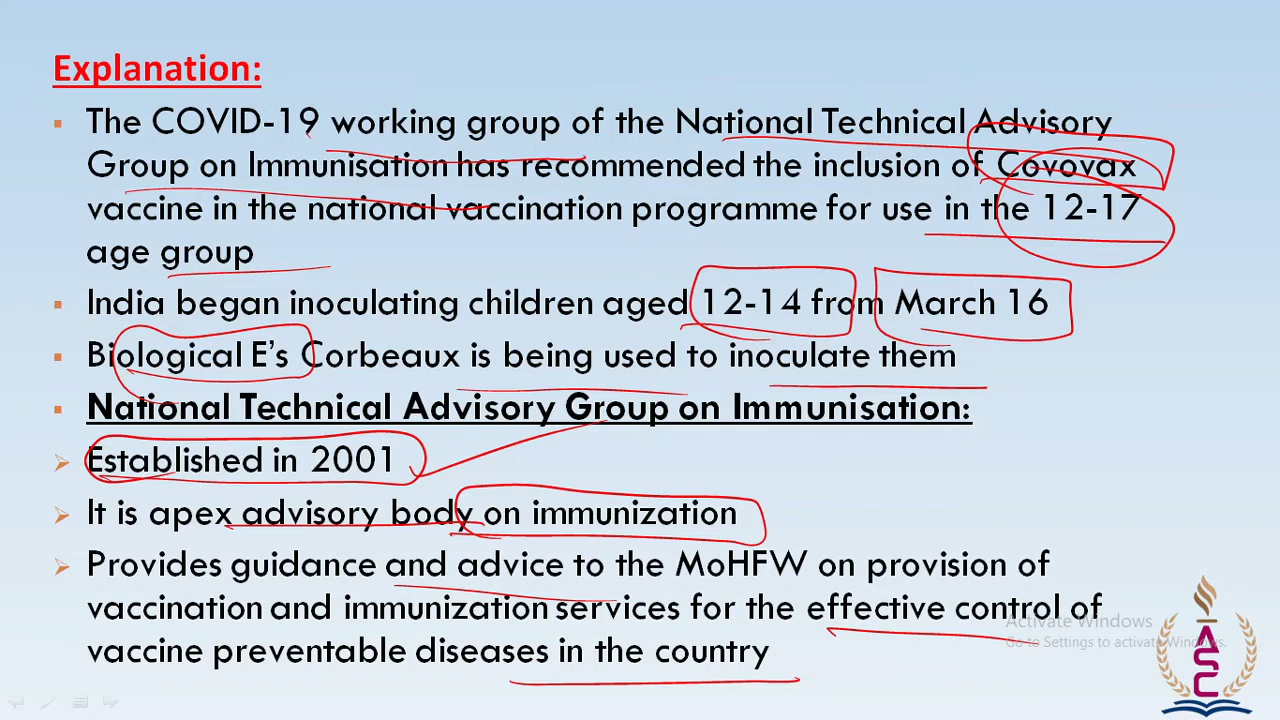 Explanation:
▪ The COVID-19 working group of the National Technical Advisory
Group on Immunisation has recommended the inclusion of Covovax
vaccine in the national vaccination programme for use in the 12-17
age group
▪ India began inoculating children aged 12-14 from March 16
▪ Biological E's Corbeaux is being used to inoculate them
▪ National Technical Advisory Group on Immunisation:
➢ Established in 2001
➢ It is apex advisory body on immunization
➢ Provides guidance and advice to the MoHFW on provision of
vaccination and immunization services for the effective control of
vaccine preventable diseases in the country
Activate Windows
Go to Settings to activate Windows.
ASC